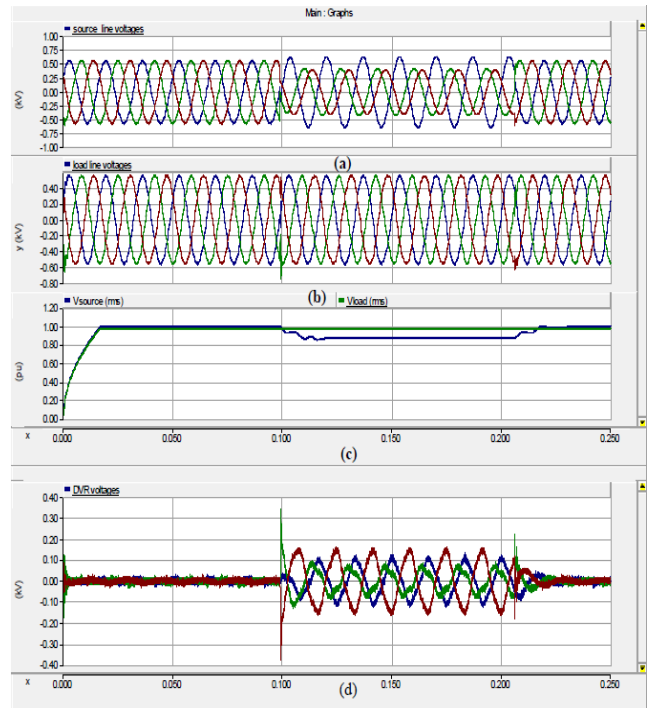 Main : Graphs
source line voltages
1.00
0.75
0.50
0.25
0.00
-0.25
-0.50
-0.75
-1.00
(kV)
(a)
load line voltages
0.40
0.20
0.00
-0.20
-0.40
-0.60
-0.80
y (kV)
(b)
Vsource (rms)
Vload (rms)
1.20
1.00
0.80
0.60
0.40
0.20
0.00
(pu)
x
0.000
0.050
0.100
0.150
0.200
0.250
(c)
DVR voltages
0.40
0.30
0.20
0.10
0.00
-0.10
-0.20
-0.30
-0.40
(kV)
x
0.000
0.050
0.100
0.150
0.200
0.250
(d)